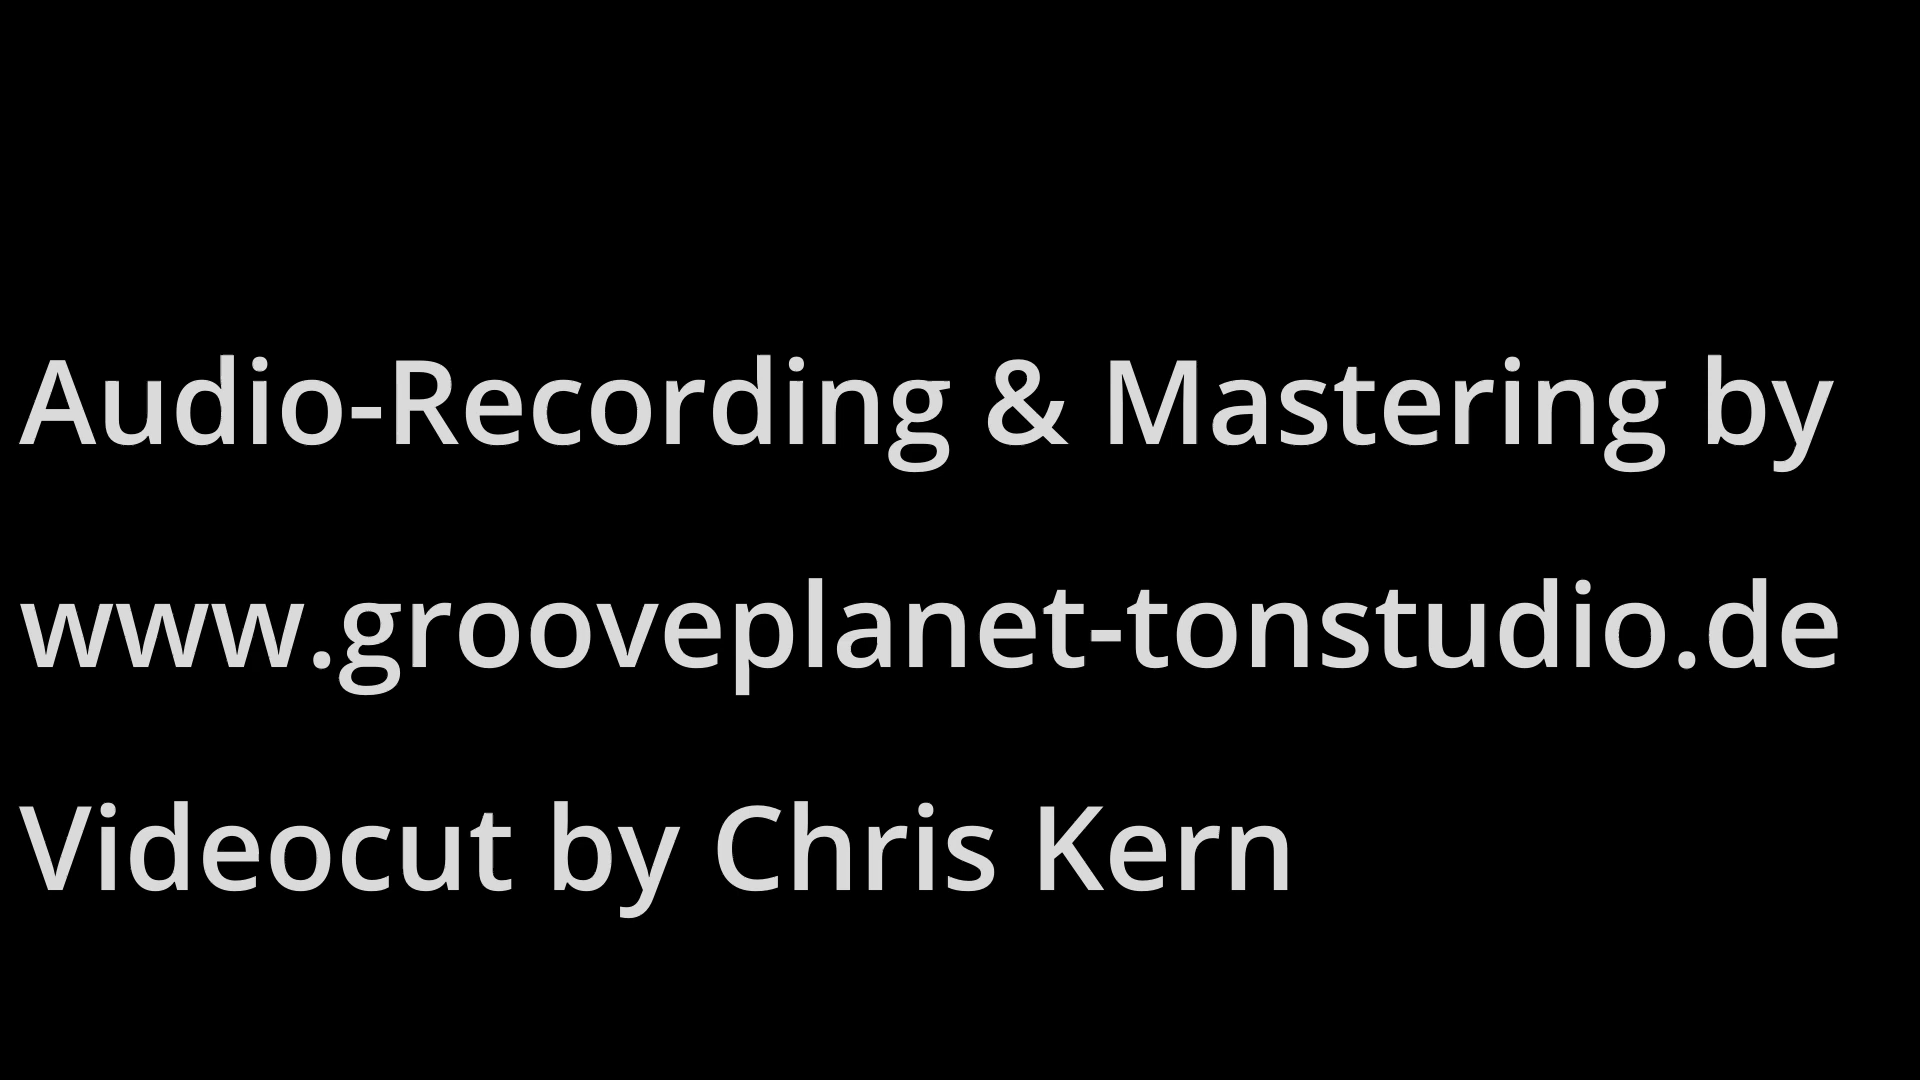 Audio-Recording & Mastering by
www.grooveplanet-tonstudio.de
Videocut by Chris Kern